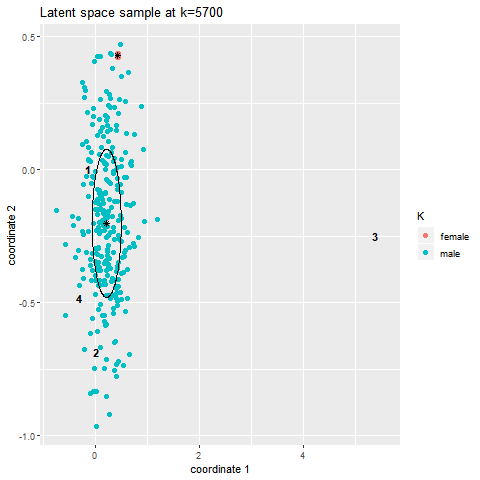 Latent space sample at k=5700
0.5
0.0
-0.5
-1.0
coordinate 2
1
3
4
2
0
2
4
coordinate 1
K
female
male